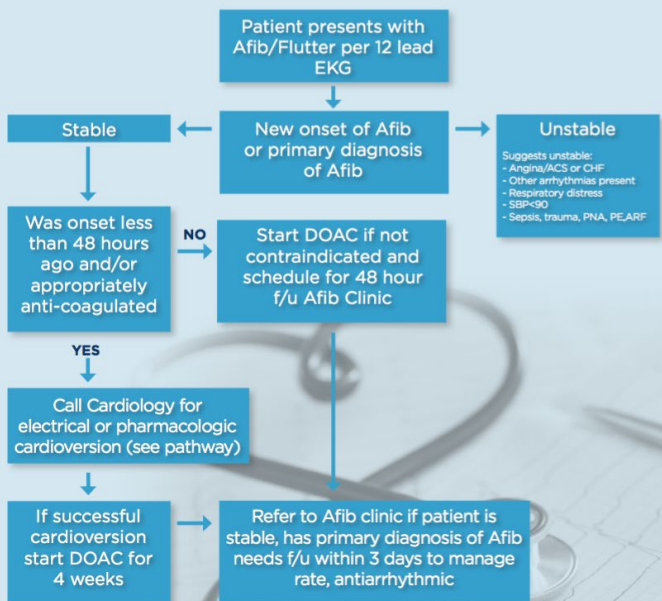 Patient presents with
Afib/Flutter per 12 lead
EKG
Stable
New onset of Afib
or primary diagnosis
of Afib
Unstable
Suggests unstable:
- Angina/ACS or CHF
- Other arrhythmias present
- Respiratory distress
- SBP<90
- Sepsis, trauma, PNA, PE,ARF
Was onset less
than 48 hours
ago and/or
appropriately
anti-coagulated
NO
Start DOAC if not
contraindicated and
schedule for 48 hour
f/u Afib Clinic
YES
Call Cardiology for
electrical or pharmacologic
cardioversion (see pathway)
If successful
cardioversion
start DOAC for
4 weeks
Refer to Afib clinic if patient is
stable, has primary diagnosis of Afib
needs f/u within 3 days to manage
rate, antiarrhythmic